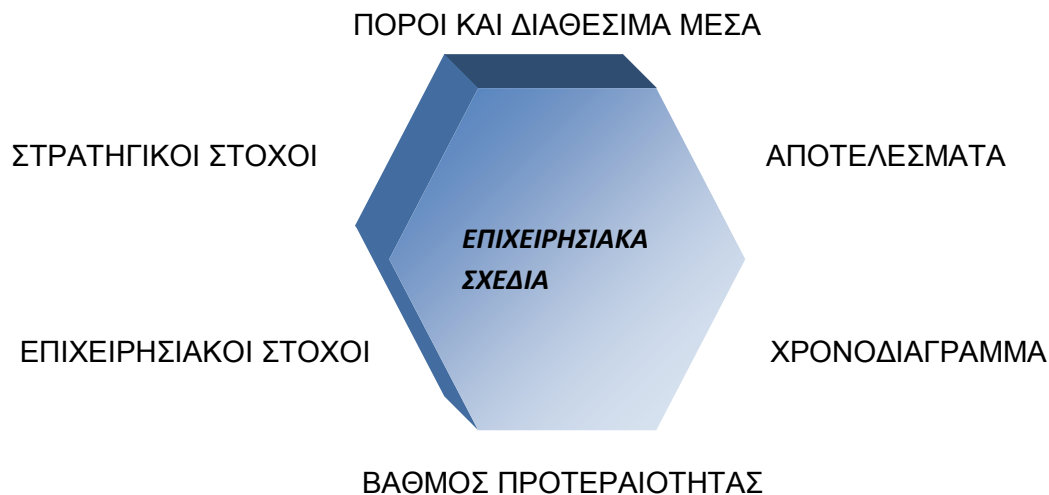 ΠΟΡΟΙ ΚΑΙ ΔΙΑΘΕΣΙΜΑ ΜΕΣΑ
ΣΤΡΑΤΗΓΙΚΟΙ ΣΤΟΧΟΙ
ΑΠΟΤΕΛΕΣΜΑΤΑ
ΕΠΙΧΕΙΡΗΣΙΑΚΑ
ΣΧΕΔΙΑ
ΕΠΙΧΕΙΡΗΣΙΑΚΟΙ ΣΤΟΧΟΙ
ΧΡΟΝΟΔΙΑΓΡΑΜΜΑ
ΒΑΘΜΟΣ ΠΡΟΤΕΡΑΙΟΤΗΤΑΣ